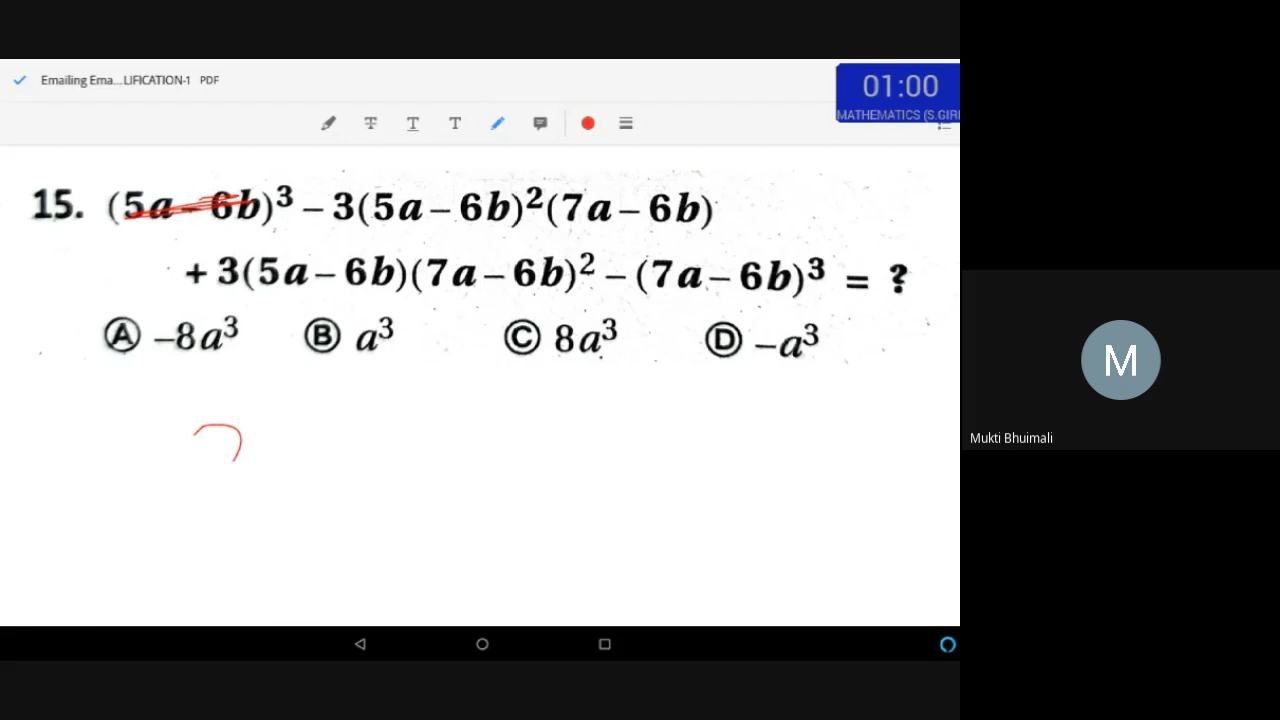 Emailing Ema...LIFICATION-1 PDF
01:00
MATHEMATICS (S.GIRI
15. (5a – 6b)³ – 3(5a – 6b)²(7a – 6b)
+ 3(5a – 6b)(7a – 6b)² – (7a – 6b)³ = ?
Ⓐ –8a³ Ⓑ a³ Ⓒ 8a³ Ⓓ –a³
M
Mukti Bhuimali